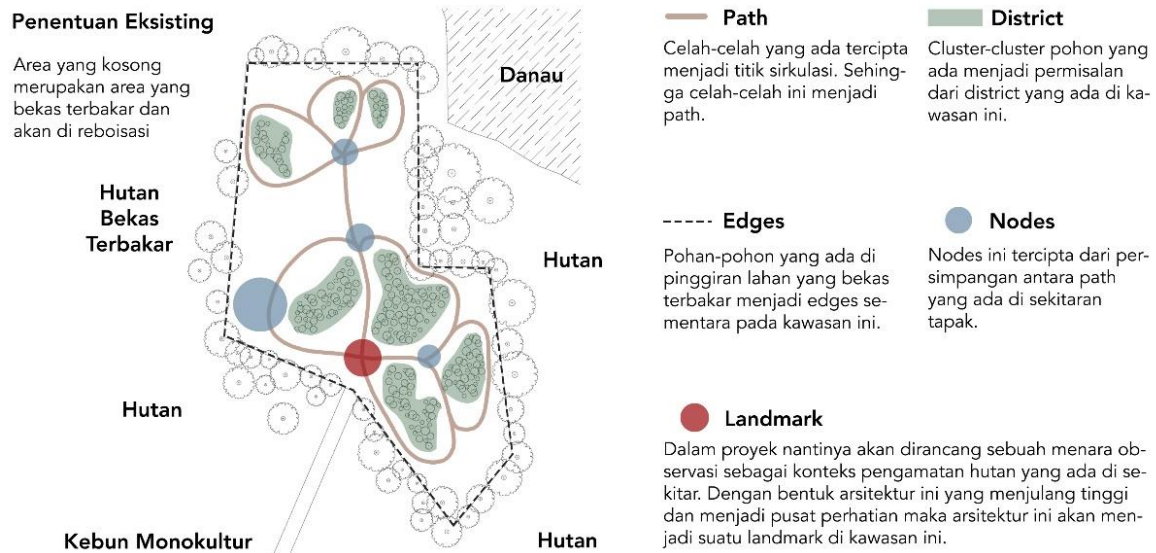 Penentuan Eksisting
Area yang kosong
merupakan area yang
bekas terbakar dan
akan di reboisasi
Danau
Hutan
Bekas
Terbakar
Hutan
Hutan
Kebun Monokultur
Hutan
Path
Celah-celah yang ada tercipta
menjadi titik sirkulasi. Sehing-
ga celah-celah ini menjadi
path.
District
Cluster-cluster pohon yang
ada menjadi permisalan
dari district yang ada di ka-
wasan ini.
Edges
Pohan-pohon yang ada di
pinggiran lahan yang bekas
terbakar menjadi edges se-
mentara pada kawasan ini.
Nodes
Nodes ini tercipta dari per-
simpangan antara path
yang ada di sekitaran
tapak.
Landmark
Dalam proyek nantinya akan dirancang sebuah menara ob-
servasi sebagai konteks pengamatan hutan yang ada di se-
kitar. Dengan bentuk arsitektur ini yang menjulang tinggi
dan menjadi pusat perhatian maka arsitektur ini akan men-
jadi suatu landmark di kawasan ini.